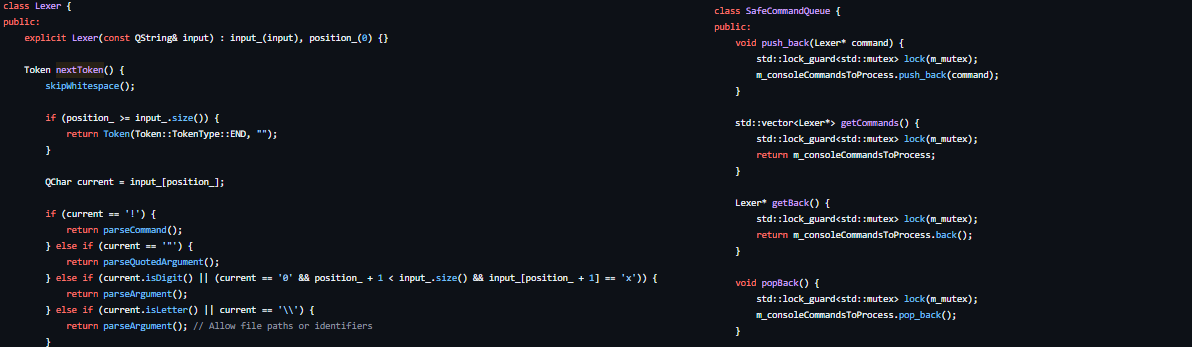 class Lexer {
public:
    explicit Lexer(const QString& input) : input_(input), position_(0) {}

    Token nextToken() {
        skipWhitespace();

        if (position_ >= input_.size()) {
            return Token(Token::TokenType::END, "");
        }

        QChar current = input_[position_];

        if (current == '!') {
            return parseCommand();
        } else if (current == '"') {
            return parseQuotedArgument();
        } else if (current.isDigit() || (current == '0' && position_ + 1 < input_.size() && input_[position_ + 1] == 'x')) {
            return parseArgument();
        } else if (current.isLetter() || current == '\\') {
            return parseArgument(); // Allow file paths or identifiers
        }

class SafeCommandQueue {
public:
    void push_back(Lexer* command) {
        std::lock_guard<std::mutex> lock(m_mutex);
        m_consoleCommandsToProcess.push_back(command);
    }

    std::vector<Lexer*> getCommands() {
        std::lock_guard<std::mutex> lock(m_mutex);
        return m_consoleCommandsToProcess;
    }

    Lexer* getBack() {
        std::lock_guard<std::mutex> lock(m_mutex);
        return m_consoleCommandsToProcess.back();
    }

    void popBack() {
        std::lock_guard<std::mutex> lock(m_mutex);
        m_consoleCommandsToProcess.pop_back();
    }